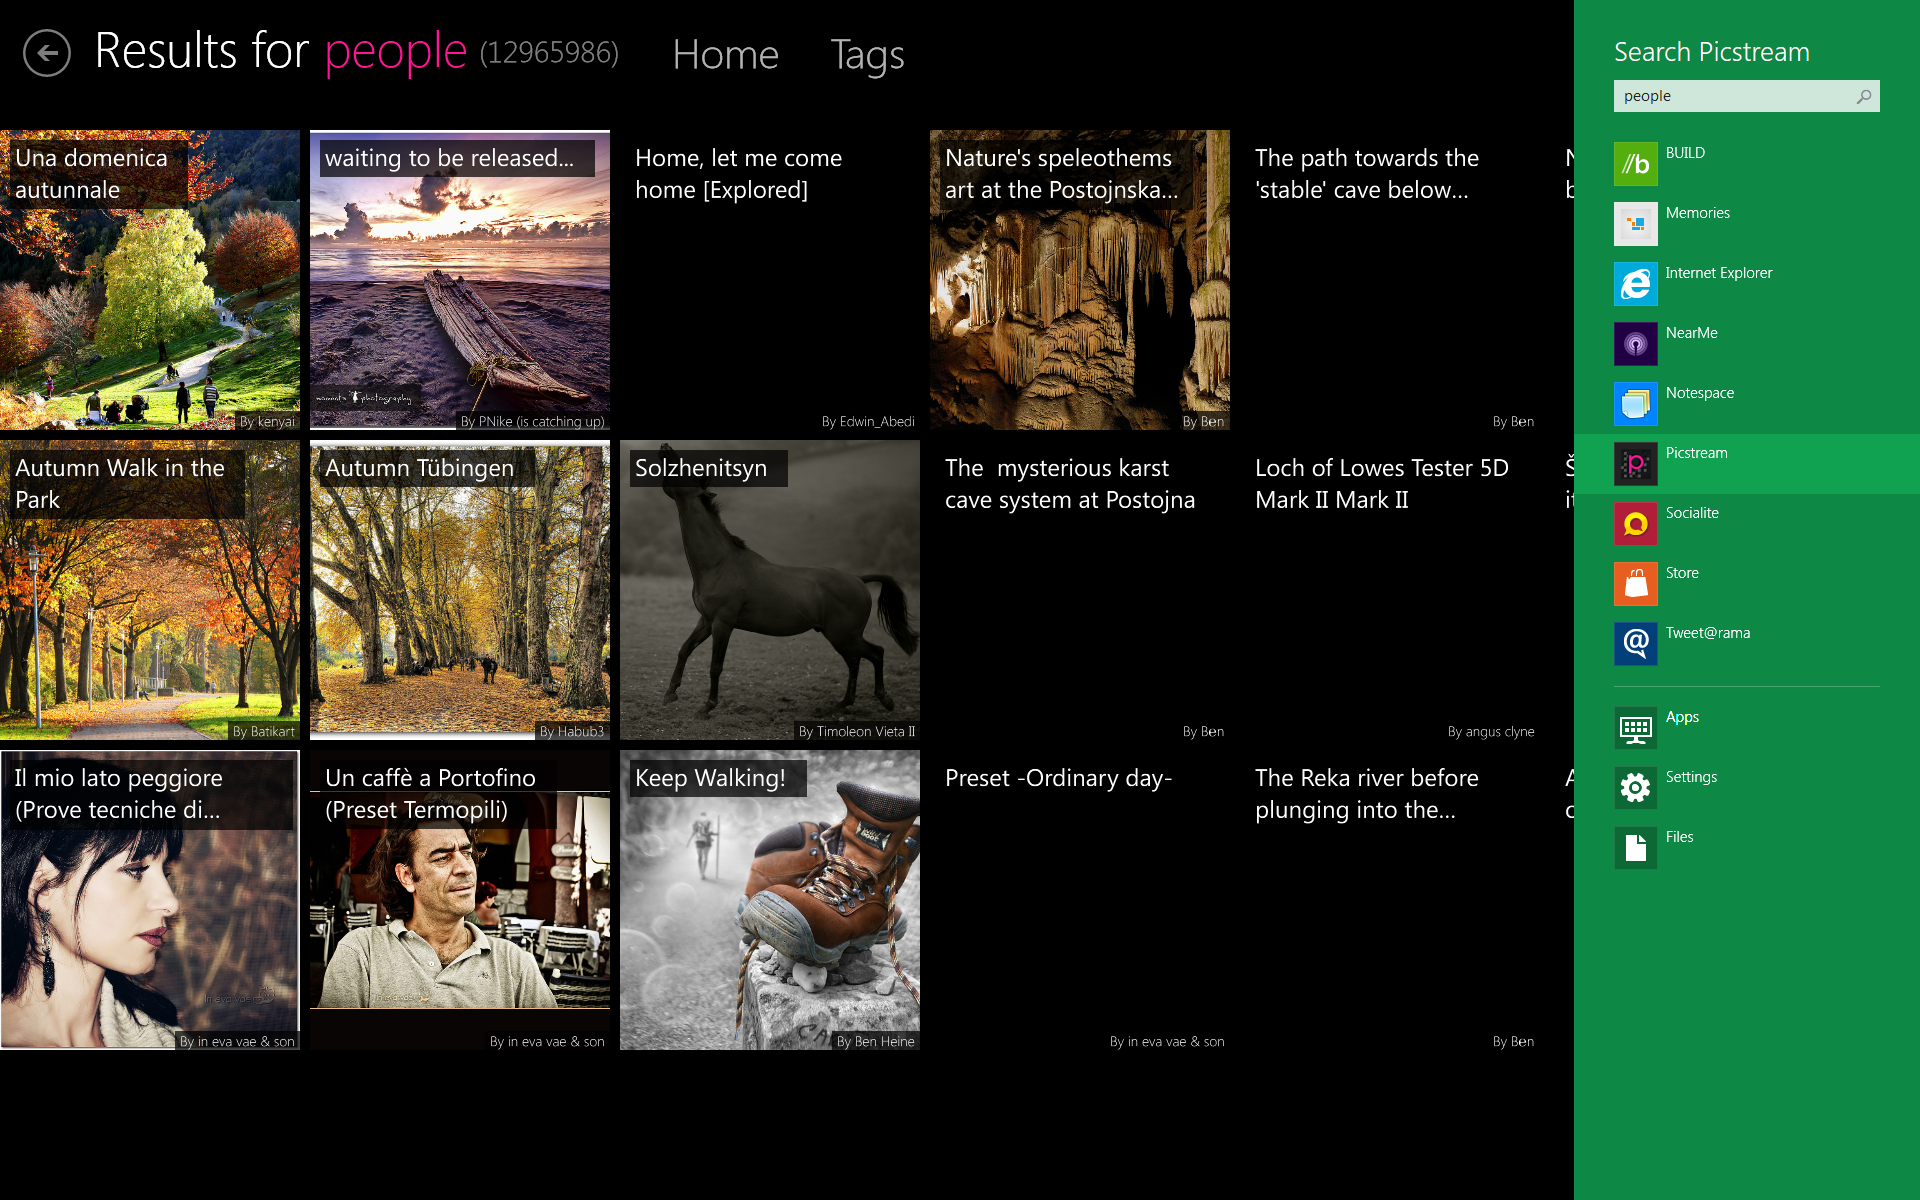 Results for people (12965986)
Home
Tags
Una domenica
autunnale
By kenyai
waiting to be released...
By PNike (is catching up)
Home, let me come
home [Explored]
By Edwin_Abedi
Nature's speleothems
art at the Postojnska...
By Ben
The path towards the
'stable' cave below...
By Ben
Autumn Walk in the
Park
By Batikart
Autumn Tübingen
By Habub3
Solzhenitsyn
By Timoleon Vieta II
The  mysterious karst
cave system at Postojna
By Ben
Loch of Lowes Tester 5D
Mark II Mark II
By angus clyne
Il mio lato peggiore
(Prove tecniche di...
By in eva vae & son
Un caffè a Portofino
(Preset Termopili)
By in eva vae & son
Keep Walking!
By Ben Heine
Preset -Ordinary day-
By in eva vae & son
The Reka river before
plunging into the...
By Ben
Search Picstream
people
//b
BUILD
Memories
Internet Explorer
NearMe
Notespace
Picstream
Socialite
Store
Tweet@rama
Apps
Settings
Files